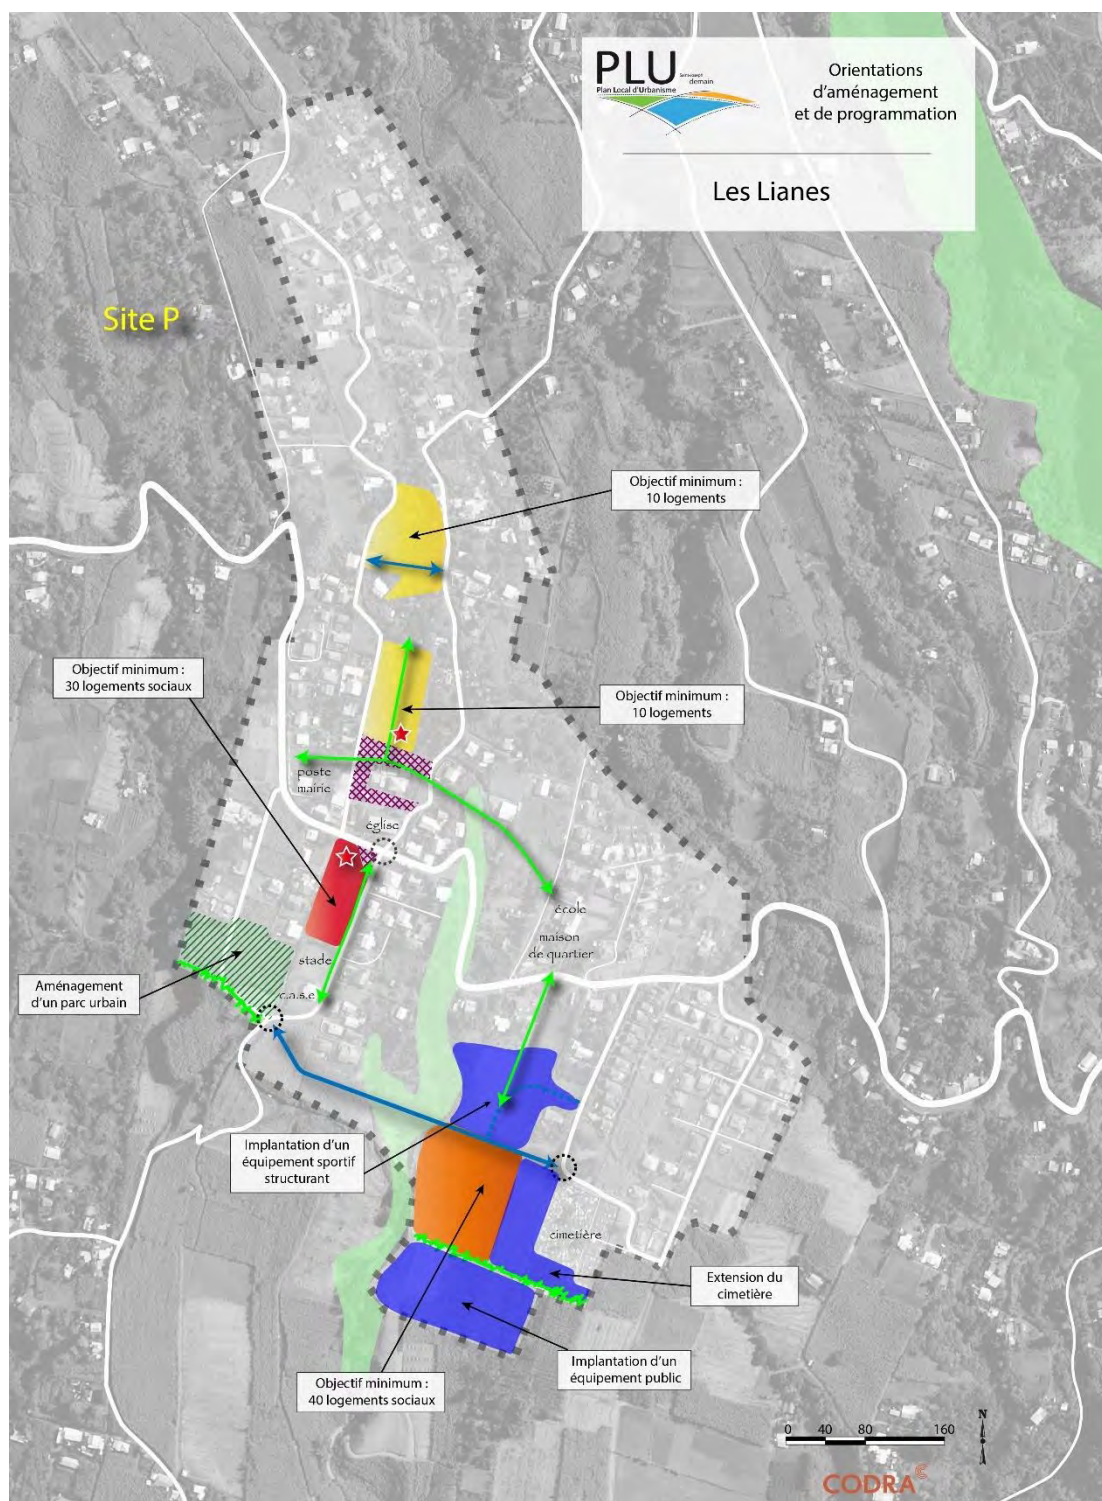 PLU
Saint-Joseph
demain
Plan Local d'Urbanisme
Orientations
d'aménagement
et de programmation
Les Lianes
Site P
Objectif minimum :
10 logements
Objectif minimum :
30 logements sociaux
Objectif minimum :
10 logements
poste
mairie
église
école
maison
de quartier
stade
c.a.s.e
Aménagement
d'un parc urbain
Implantation d'un
équipement sportif
structurant
cimetière
Extension du
cimetière
Implantation d'un
équipement public
Objectif minimum :
40 logements sociaux
0 40 80 160
N
CODRA